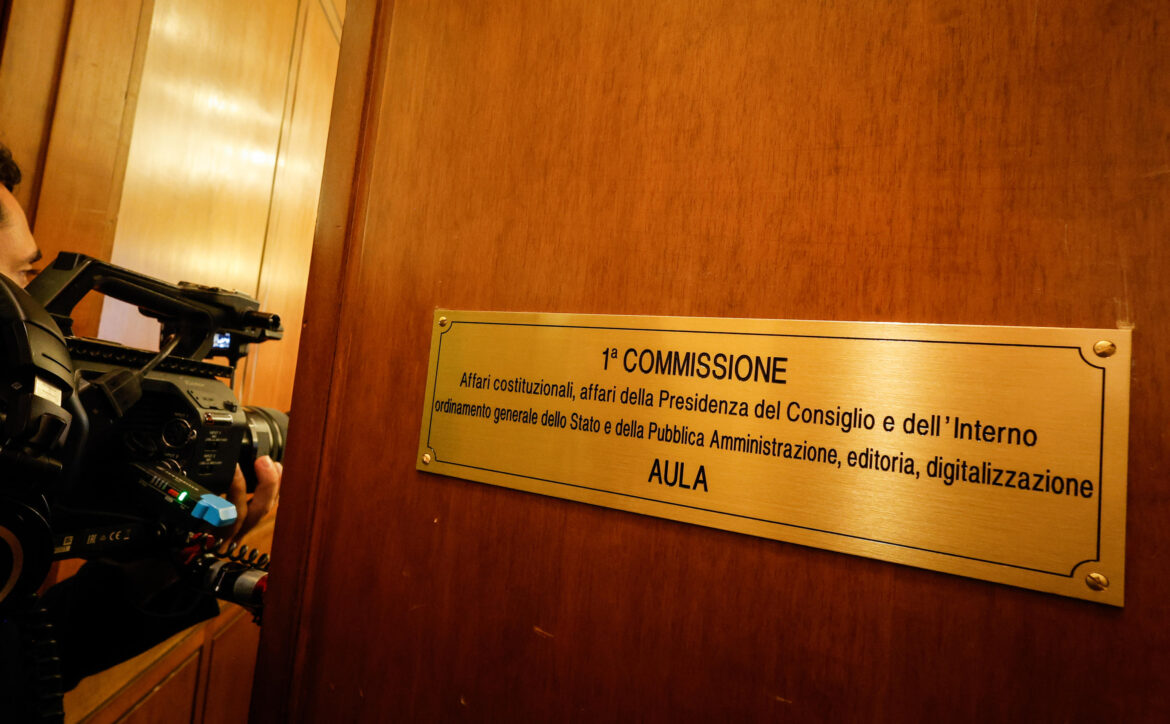 1ª COMMISSIONE
Affari costituzionali, affari della Presidenza del Consiglio e dell'Interno
ordinamento generale dello Stato e della Pubblica Amministrazione, editoria, digitalizzazione
AULA